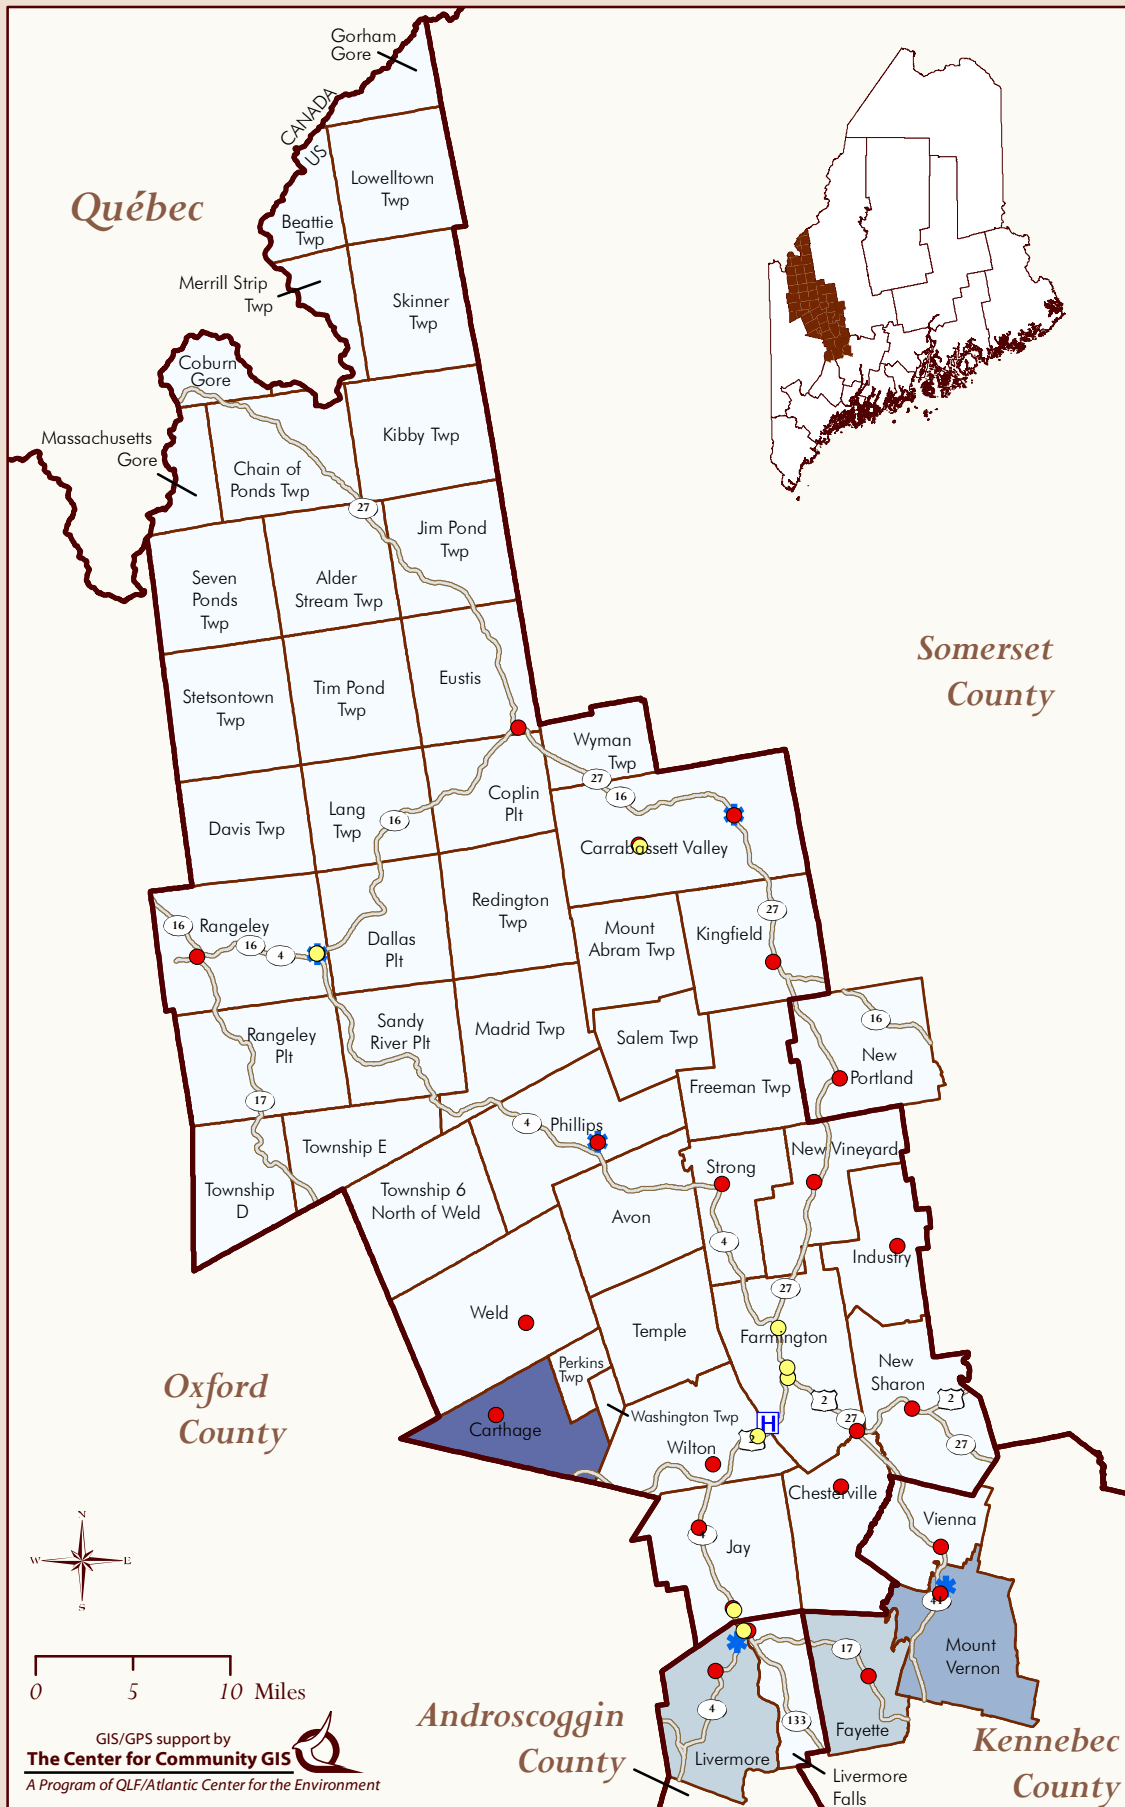 Gorham
Gore
CANADA
US
Québec
Lowelltown
Twp
Beattie
Twp
Merrill Strip
Twp
Skinner
Twp
Coburn
Gore
Massachusetts
Gore
Chain of
Ponds Twp
Kibby Twp
27
Jim Pond
Twp
Seven
Ponds
Twp
Alder
Stream Twp
Somerset
County
Stetsontown
Twp
Tim Pond
Twp
Eustis
Wyman
Twp
27
16
Davis Twp
Lang
Twp
16
Coplin
Plt
Carrabassett Valley
Redington
Twp
27
16
Rangeley
16
4
Dallas
Plt
Mount
Abram Twp
Kingfield
Rangeley
Plt
Sandy
River Plt
Madrid Twp
Salem Twp
16
New
Portland
Freeman Twp
17
4
Phillips
Township E
New Vineyard
Strong
Township
D
Township 6
North of Weld
Avon
4
Industry
27
Weld
Temple
Farmington
Perkins
Twp
New
Sharon
Oxford
County
2
2
27
27
Washington Twp
Carthage
H
2
Wilton
Chesterville
Vienna
4
Jay
N
W
E
S
41
Mount
Vernon
17
0
5
10 Miles
Androscoggin
County
4
133
Fayette
Kennebec
County
Livermore
Livermore
Falls
GIS/GPS support by
The Center for Community GIS
A Program of QLF/Atlantic Center for the Environment